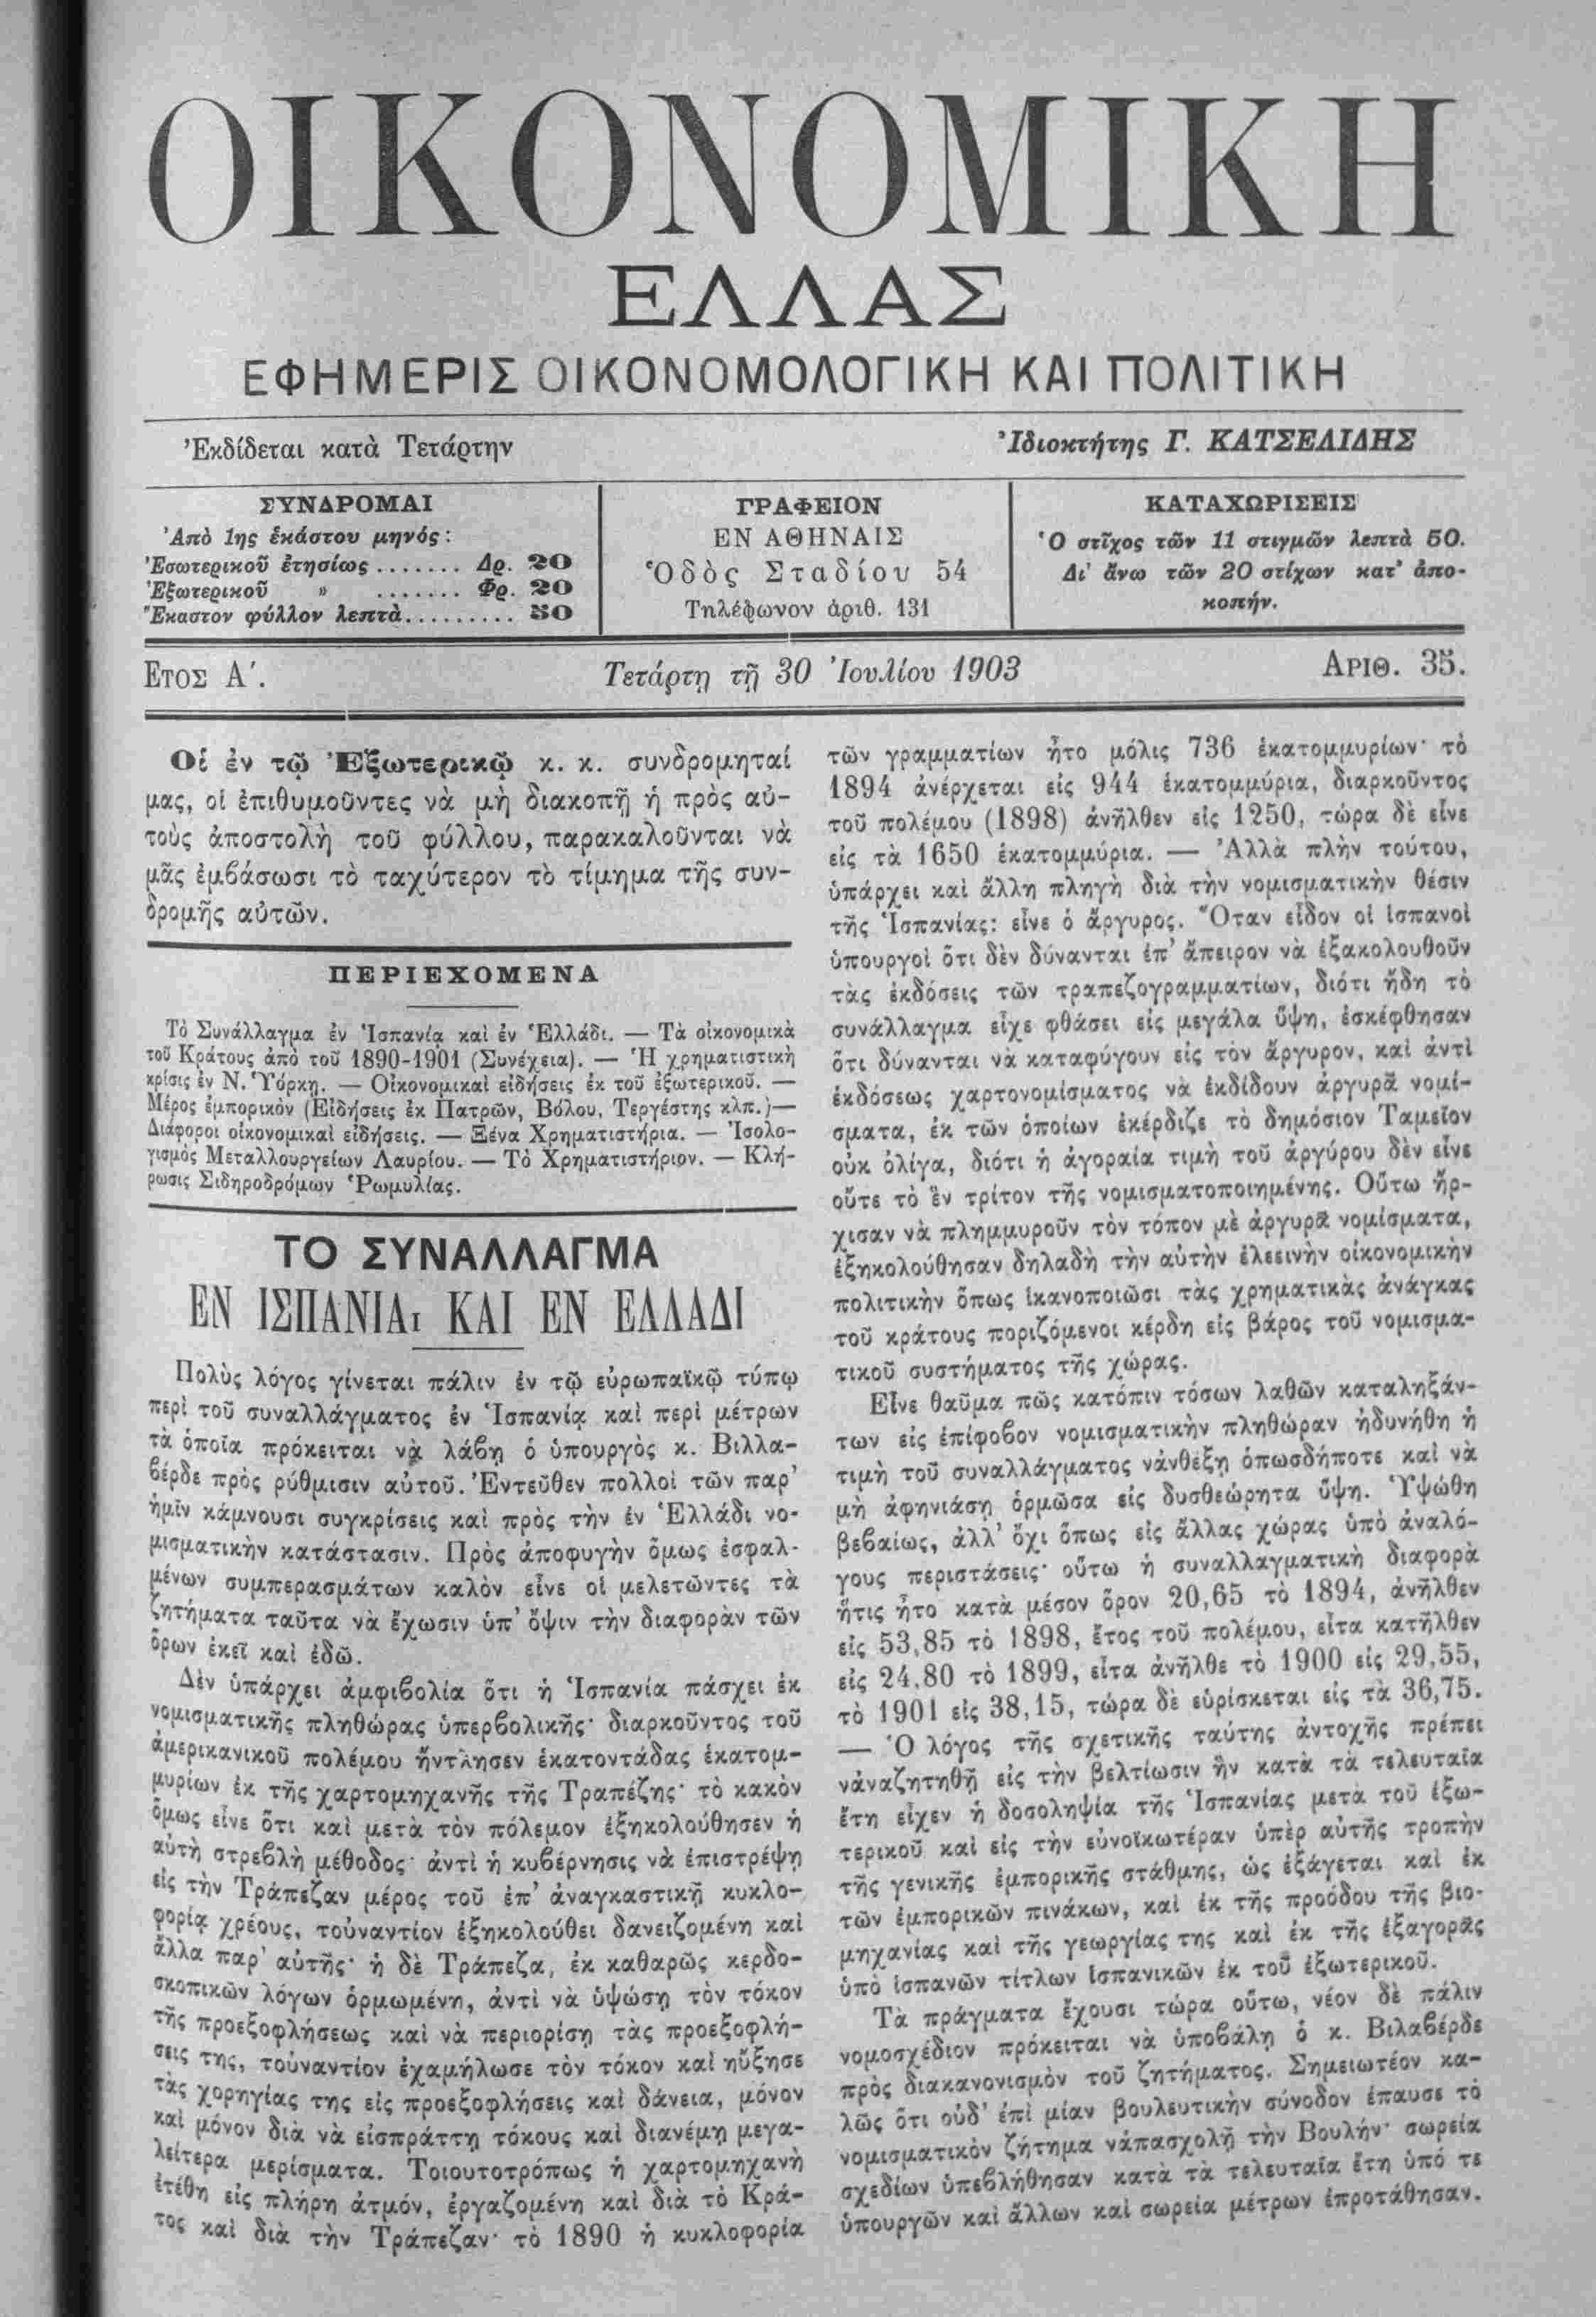 ΟΙΚΟΝΟΜΙΚΗ
ΕΛΛΑΣ
ΕΦΗΜΕΡΙΣ ΟΙΚΟΝΟΜΟΛΟΓΙΚΗ ΚΑΙ ΠΟΛΙΤΙΚΗ
Ἐκδίδεται κατὰ Τετάρτην
Ἰδιοκτήτης Γ. ΚΑΤΣΕΛΙΔΗΣ
ΣΥΝΔΡΟΜΑΙ
Ἀπὸ 1ης ἑκάστου μηνός:
Ἐσωτερικοῦ ἐτησίως ....... Δρ. 20
Ἐξωτερικοῦ » ....... Φρ. 20
Ἕκαστον φύλλον λεπτὰ......... 50
ΓΡΑΦΕΙΟΝ
ΕΝ ΑΘΗΝΑΙΣ
Ὁδὸς Σταδίου 54
Τηλέφωνον ἀριθ. 131
ΚΑΤΑΧΩΡΙΣΕΙΣ
Ὁ στῖχος τῶν 11 στιγμῶν λεπτὰ 50.
Δι' ἄνω τῶν 20 στίχων κατ' ἀπο-
κοπήν.
ΕΤΟΣ Α΄.
Τετάρτῃ τῇ 30 Ἰουλίου 1903
ΑΡΙΘ. 35.
Οἱ ἐν τῷ Ἐξωτερικῷ κ. κ. συνδρομηταί
μας, οἱ ἐπιθυμοῦντες νὰ μὴ διακοπῇ ἡ πρὸς αὐ-
τοὺς ἀποστολὴ τοῦ φύλλου, παρακαλοῦνται νὰ
μᾶς ἐμβάσωσι τὸ ταχύτερον τὸ τίμημα τῆς συν-
δρομῆς αὐτῶν.
ΠΕΡΙΕΧΟΜΕΝΑ
Τὸ Συνάλλαγμα ἐν Ἱσπανίᾳ καὶ ἐν Ἑλλάδι. — Τὰ οἰκονομικὰ
τοῦ Κράτους ἀπὸ τοῦ 1890-1901 (Συνέχεια). — Ἡ χρηματιστικὴ
κρίσις ἐν Ν. Ὑόρκῃ. — Οἰκονομικαὶ εἰδήσεις ἐκ τοῦ ἐξωτερικοῦ. —
Μέρος ἐμπορικὸν (Εἰδήσεις ἐκ Πατρῶν, Βόλου, Τεργέστης κλπ.)—
Διάφοροι οἰκονομικαὶ εἰδήσεις. — Ξένα Χρηματιστήρια. — Ἰσολο-
γισμὸς Μεταλλουργείων Λαυρίου. — Τὸ Χρηματιστήριον. — Κλή-
ρωσις Σιδηροδρόμων Ῥωμυλίας.
ΤΟ ΣΥΝΑΛΛΑΓΜΑ
ΕΝ ΙΣΠΑΝΙΑι ΚΑΙ ΕΝ ΕΛΛΑΔΙ
Πολὺς λόγος γίνεται πάλιν ἐν τῷ εὐρωπαϊκῷ τύπῳ
περὶ τοῦ συναλλάγματος ἐν Ἱσπανίᾳ καὶ περὶ μέτρων
τὰ ὁποῖα πρόκειται νὰ λάβῃ ὁ ὑπουργὸς κ. Βιλλα-
βέρδε πρὸς ρύθμισιν αὐτοῦ. Ἐντεῦθεν πολλοὶ τῶν παρ'
ἡμῖν κάμνουσι συγκρίσεις καὶ πρὸς τὴν ἐν Ἑλλάδι νο-
μισματικὴν κατάστασιν. Πρὸς ἀποφυγὴν ὅμως ἐσφαλ-
μένων συμπερασμάτων καλὸν εἶνε οἱ μελετῶντες τὰ
ζητήματα ταῦτα νὰ ἔχωσιν ὑπ' ὄψιν τὴν διαφορὰν τῶν
ὅρων ἐκεῖ καὶ ἐδῶ.
Δὲν ὑπάρχει ἀμφιβολία ὅτι ἡ Ἱσπανία πάσχει ἐκ
νομισματικῆς πληθώρας ὑπερβολικῆς· διαρκοῦντος τοῦ
ἀμερικανικοῦ πολέμου ἤντλησεν ἑκατοντάδας ἑκατομ-
μυρίων ἐκ τῆς χαρτομηχανῆς τῆς Τραπέζης· τὸ κακὸν
ὅμως εἶνε ὅτι καὶ μετὰ τὸν πόλεμον ἐξηκολούθησεν ἡ
αὐτὴ στρεβλὴ μέθοδος· ἀντὶ ἡ κυβέρνησις νὰ ἐπιστρέψῃ
εἰς τὴν Τράπεζαν μέρος τοῦ ἐπ' ἀναγκαστικῇ κυκλο-
φορίᾳ χρέους, τοὐναντίον ἐξηκολούθει δανειζομένη καὶ
ἄλλα παρ' αὐτῆς· ἡ δὲ Τράπεζα, ἐκ καθαρῶς κερδο-
σκοπικῶν λόγων ὁρμωμένη, ἀντὶ νὰ ὑψώσῃ τὸν τόκον
τῆς προεξοφλήσεως καὶ νὰ περιορίσῃ τὰς προεξοφλή-
σεις της, τοὐναντίον ἐχαμήλωσε τὸν τόκον καὶ ηὔξησε
τὰς χορηγίας της εἰς προεξοφλήσεις καὶ δάνεια, μόνον
καὶ μόνον διὰ νὰ εἰσπράττῃ τόκους καὶ διανέμῃ μεγα-
λείτερα μερίσματα. Τοιουτοτρόπως ἡ χαρτομηχανὴ
ἐτέθη εἰς πλήρη ἀτμόν, ἐργαζομένη καὶ διὰ τὸ Κρά-
τος καὶ διὰ τὴν Τράπεζαν· τὸ 1890 ἡ κυκλοφορία
τῶν γραμματίων ἦτο μόλις 736 ἑκατομμυρίων· τὸ
1894 ἀνέρχεται εἰς 944 ἑκατομμύρια, διαρκοῦντος
τοῦ πολέμου (1898) ἀνῆλθεν εἰς 1250, τώρα δὲ εἶνε
εἰς τὰ 1650 ἑκατομμύρια. — Ἀλλὰ πλὴν τούτου,
ὑπάρχει καὶ ἄλλη πληγὴ διὰ τὴν νομισματικὴν θέσιν
τῆς Ἱσπανίας: εἶνε ὁ ἄργυρος. Ὅταν εἶδον οἱ ἱσπανοὶ
ὑπουργοὶ ὅτι δὲν δύνανται ἐπ' ἄπειρον νὰ ἐξακολουθοῦν
τὰς ἐκδόσεις τῶν τραπεζογραμματίων, διότι ἤδη τὸ
συνάλλαγμα εἶχε φθάσει εἰς μεγάλα ὕψη, ἐσκέφθησαν
ὅτι δύνανται νὰ καταφύγουν εἰς τὸν ἄργυρον, καὶ ἀντὶ
ἐκδόσεως χαρτονομίσματος νὰ ἐκδίδουν ἀργυρᾶ νομί-
σματα, ἐκ τῶν ὁποίων ἐκέρδιζε τὸ δημόσιον Ταμεῖον
οὐκ ὀλίγα, διότι ἡ ἀγοραία τιμὴ τοῦ ἀργύρου δὲν εἶνε
οὔτε τὸ ἓν τρίτον τῆς νομισματοποιημένης. Οὕτω ἤρ-
χισαν νὰ πλημμυροῦν τὸν τόπον μὲ ἀργυρᾶ νομίσματα,
ἐξηκολούθησαν δηλαδὴ τὴν αὐτὴν ἐλεεινὴν οἰκονομικὴν
πολιτικὴν ὅπως ἱκανοποιῶσι τὰς χρηματικὰς ἀνάγκας
τοῦ κράτους ποριζόμενοι κέρδη εἰς βάρος τοῦ νομισμα-
τικοῦ συστήματος τῆς χώρας.
Εἶνε θαῦμα πῶς κατόπιν τόσων λαθῶν καταληξάν-
των εἰς ἐπίφοβον νομισματικὴν πληθώραν ἠδυνήθη ἡ
τιμὴ τοῦ συναλλάγματος νἀνθέξῃ ὁπωσδήποτε καὶ νὰ
μὴ ἀφηνιάσῃ ὁρμῶσα εἰς δυσθεώρητα ὕψη. Ὑψώθη
βεβαίως, ἀλλ' ὄχι ὅπως εἰς ἄλλας χώρας ὑπὸ ἀναλό-
γους περιστάσεις· οὕτω ἡ συναλλαγματικὴ διαφορὰ
ἥτις ἦτο κατὰ μέσον ὅρον 20,65 τὸ 1894, ἀνῆλθεν
εἰς 53,85 τὸ 1898, ἔτος τοῦ πολέμου, εἶτα κατῆλθεν
εἰς 24,80 τὸ 1899, εἶτα ἀνῆλθε τὸ 1900 εἰς 29,55,
τὸ 1901 εἰς 38,15, τώρα δὲ εὑρίσκεται εἰς τὰ 36,75.
— Ὁ λόγος τῆς σχετικῆς ταύτης ἀντοχῆς πρέπει
νἀναζητηθῇ εἰς τὴν βελτίωσιν ἣν κατὰ τὰ τελευταῖα
ἔτη εἶχεν ἡ δοσοληψία τῆς Ἱσπανίας μετὰ τοῦ ἐξω-
τερικοῦ καὶ εἰς τὴν εὐνοϊκωτέραν ὑπὲρ αὐτῆς τροπὴν
τῆς γενικῆς ἐμπορικῆς στάθμης, ὡς ἐξάγεται καὶ ἐκ
τῶν ἐμπορικῶν πινάκων, καὶ ἐκ τῆς προόδου τῆς βιο-
μηχανίας καὶ τῆς γεωργίας της καὶ ἐκ τῆς ἐξαγορᾶς
ὑπὸ ἱσπανῶν τίτλων ἱσπανικῶν ἐκ τοῦ ἐξωτερικοῦ.
Τὰ πράγματα ἔχουσι τώρα οὕτω, νέον δὲ πάλιν
νομοσχέδιον πρόκειται νὰ ὑποβάλῃ ὁ κ. Βιλαβέρδε
πρὸς διακανονισμὸν τοῦ ζητήματος. Σημειωτέον κα-
λῶς ὅτι οὐδ' ἐπὶ μίαν βουλευτικὴν σύνοδον ἔπαυσε τὸ
νομισματικὸν ζήτημα νἀπασχολῇ τὴν Βουλήν· σωρεία
σχεδίων ὑπεβλήθησαν κατὰ τὰ τελευταῖα ἔτη ὑπό τε
ὑπουργῶν καὶ ἄλλων καὶ σωρεία μέτρων ἐπροτάθησαν.